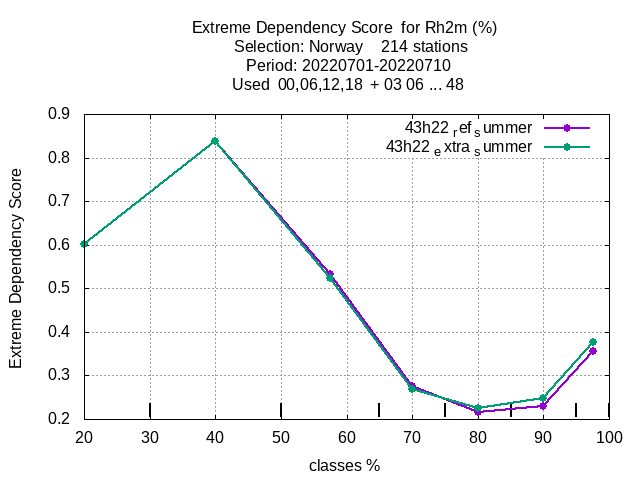 Extreme Dependency Score  for Rh2m (%)
Selection: Norway    214 stations
Period: 20220701-20220710
Used  00,06,12,18  + 03 06 ... 48
43h22 ref summer
43h22 extra summer
Extreme Dependency Score
0.9
0.8
0.7
0.6
0.5
0.4
0.3
0.2
20 30 40 50 60 70 80 90 100
classes %